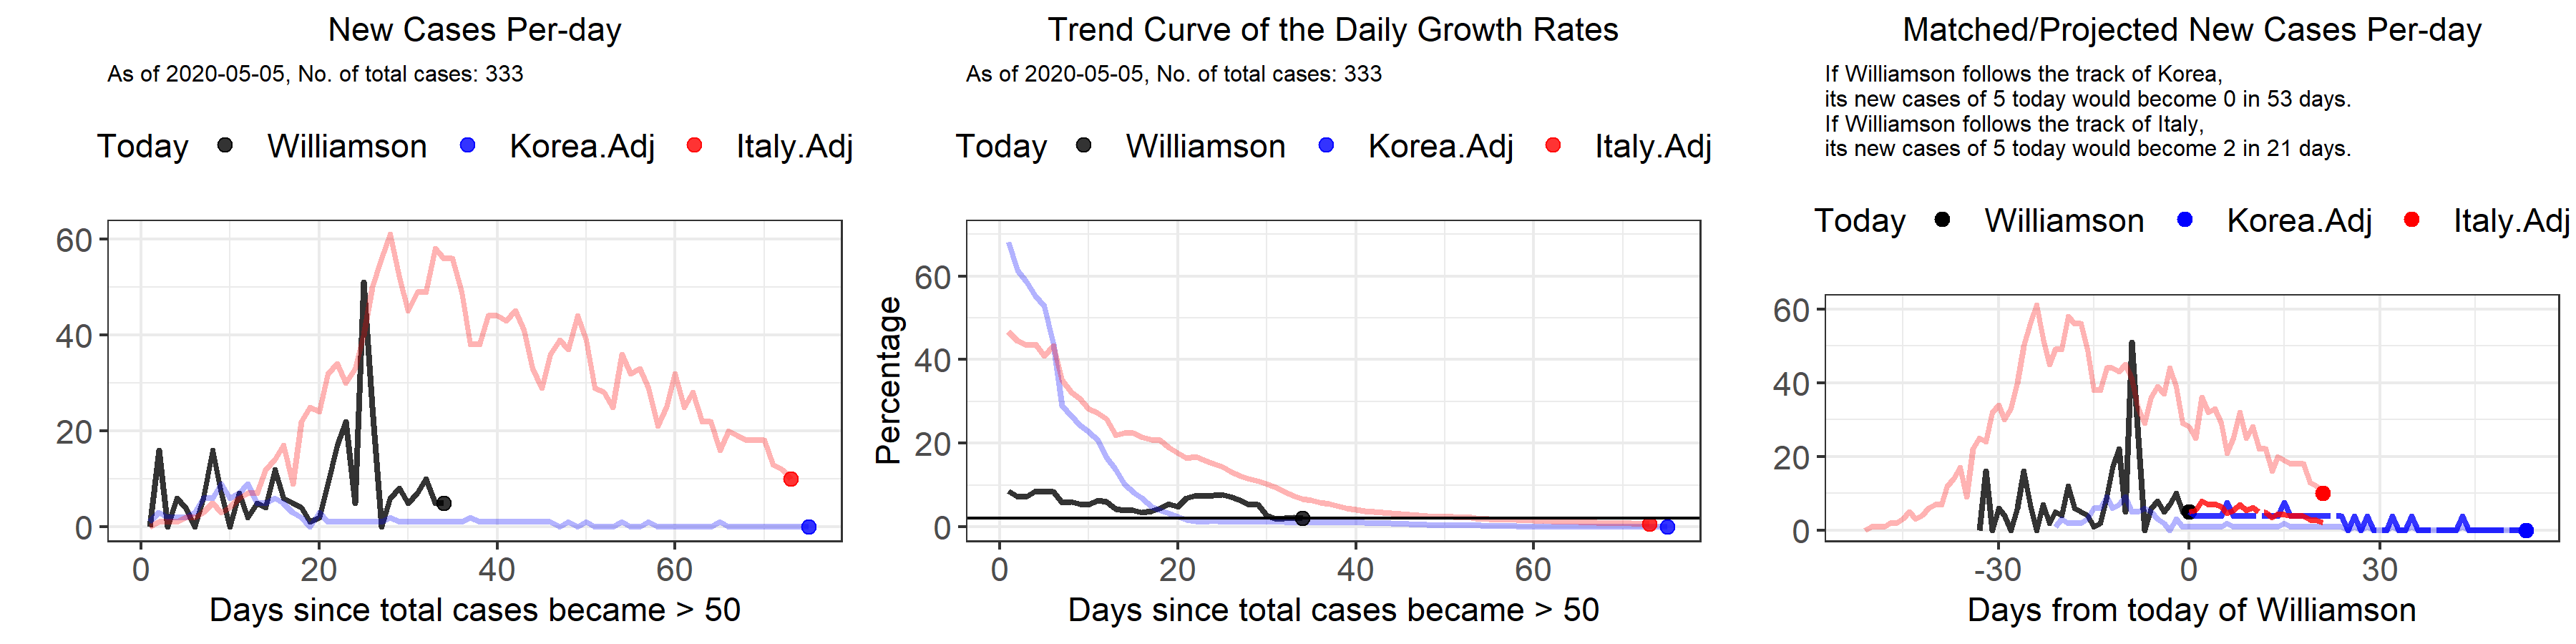 New Cases Per-day
As of 2020-05-05, No. of total cases: 333
Today Williamson Korea.Adj Italy.Adj
60
40
20
0
0 20 40 60
Days since total cases became > 50
Trend Curve of the Daily Growth Rates
As of 2020-05-05, No. of total cases: 333
Today Williamson Korea.Adj Italy.Adj
Percentage
60
40
20
0
0 20 40 60
Days since total cases became > 50
Matched/Projected New Cases Per-day
If Williamson follows the track of Korea,
its new cases of 5 today would become 0 in 53 days.
If Williamson follows the track of Italy,
its new cases of 5 today would become 2 in 21 days.
Today Williamson Korea.Adj Italy.Adj
60
40
20
0
-30 0 30
Days from today of Williamson